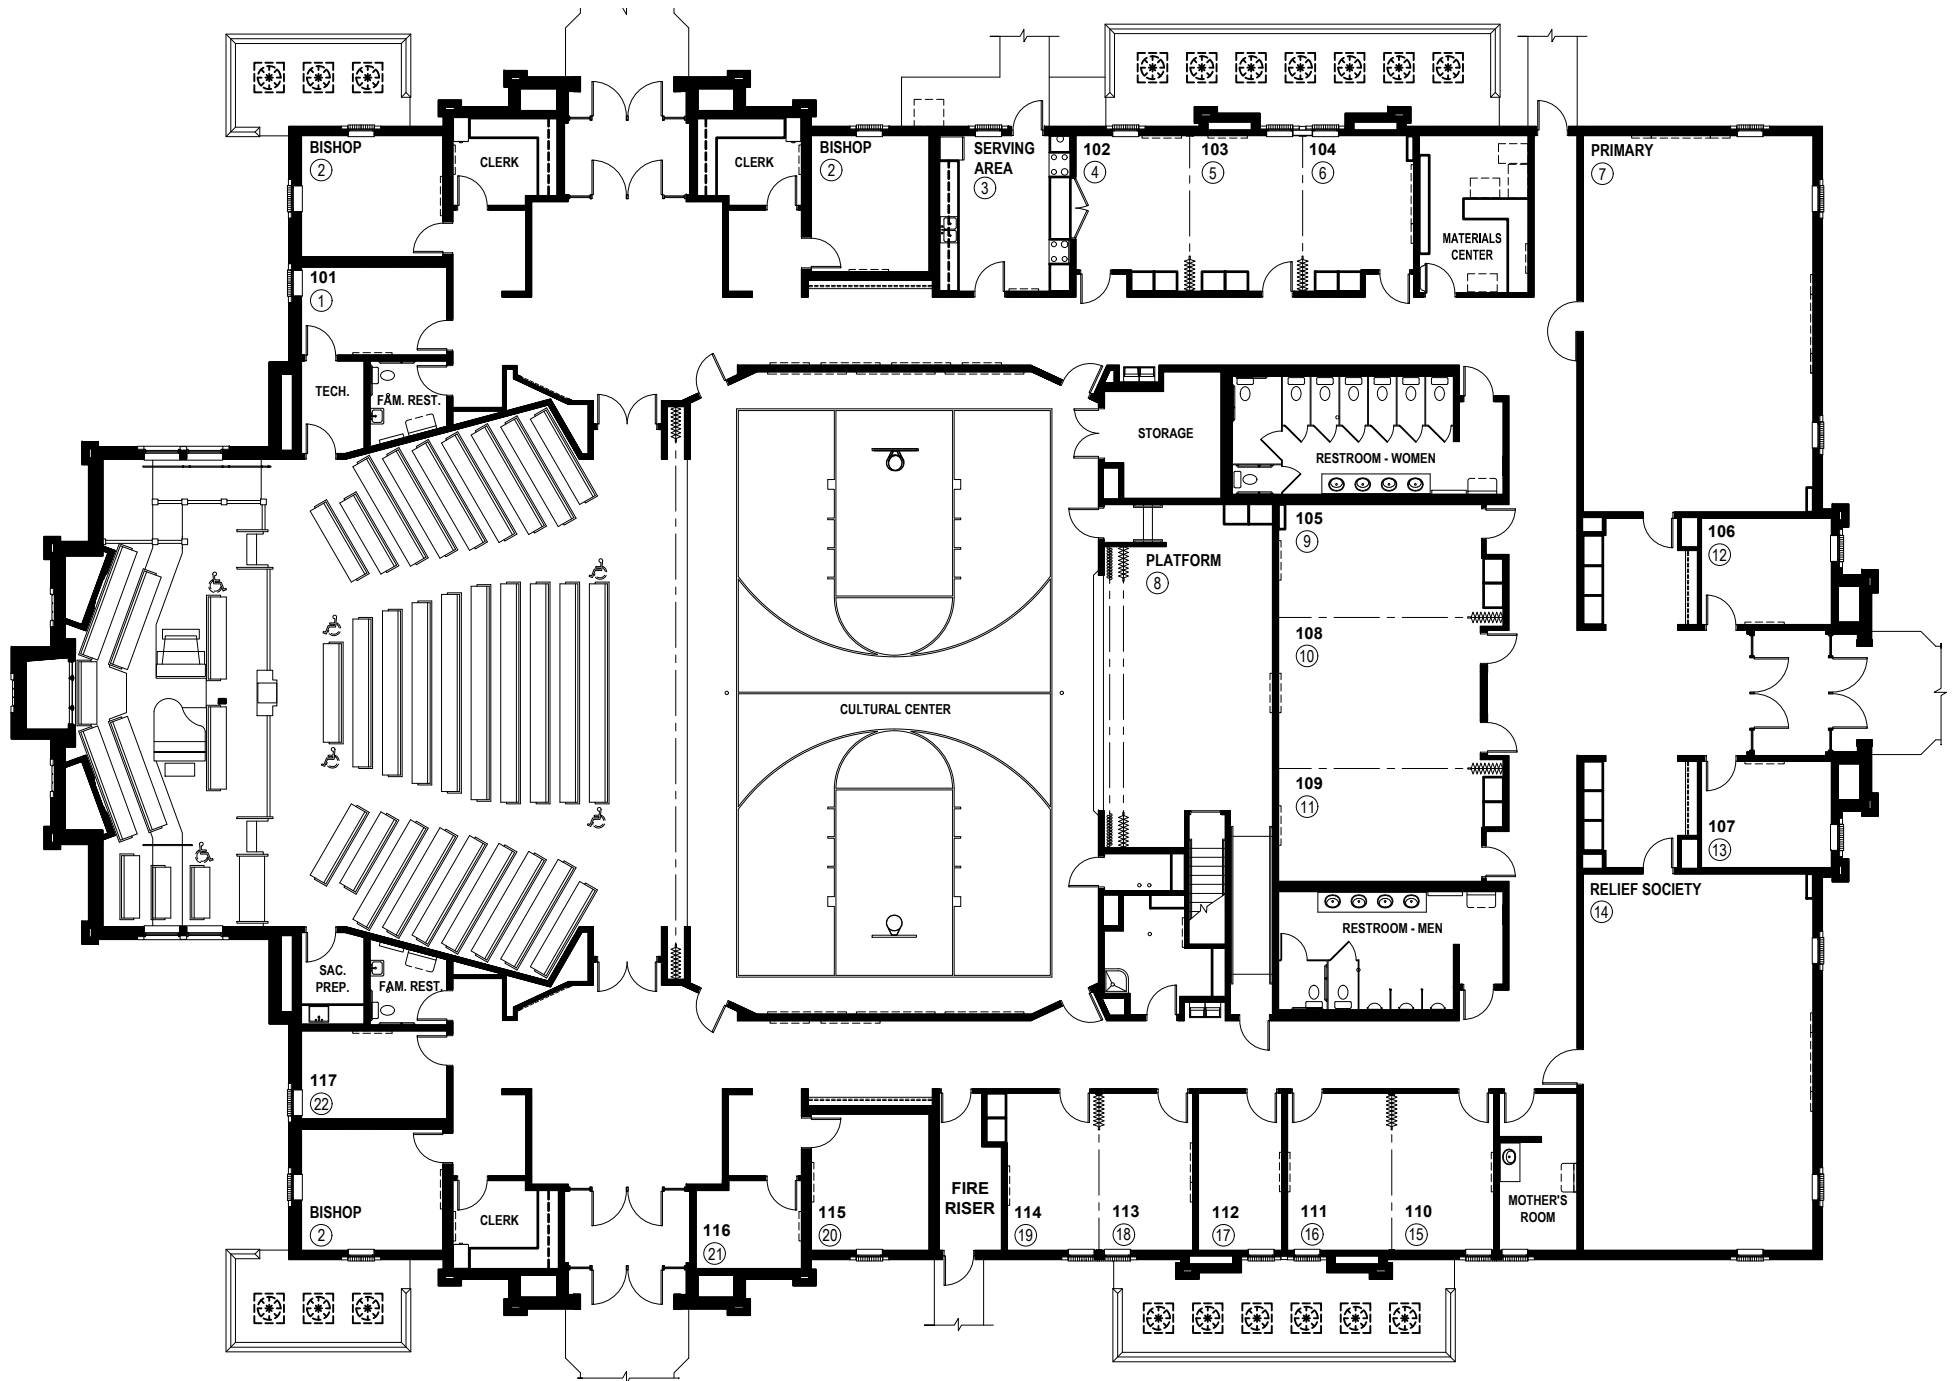 BISHOP
2
CLERK
CLERK
BISHOP
2
SERVING
AREA
3
102
4
103
5
104
6
MATERIALS
CENTER
PRIMARY
7
101
1
TECH.
FAM. REST.
STORAGE
RESTROOM - WOMEN
PLATFORM
8
105
9
106
12
108
10
CULTURAL CENTER
109
11
107
13
RELIEF SOCIETY
14
RESTROOM - MEN
SAC.
PREP.
FAM. REST.
117
22
BISHOP
2
CLERK
116
21
115
20
FIRE
RISER
114
19
113
18
112
17
111
16
110
15
MOTHER'S
ROOM